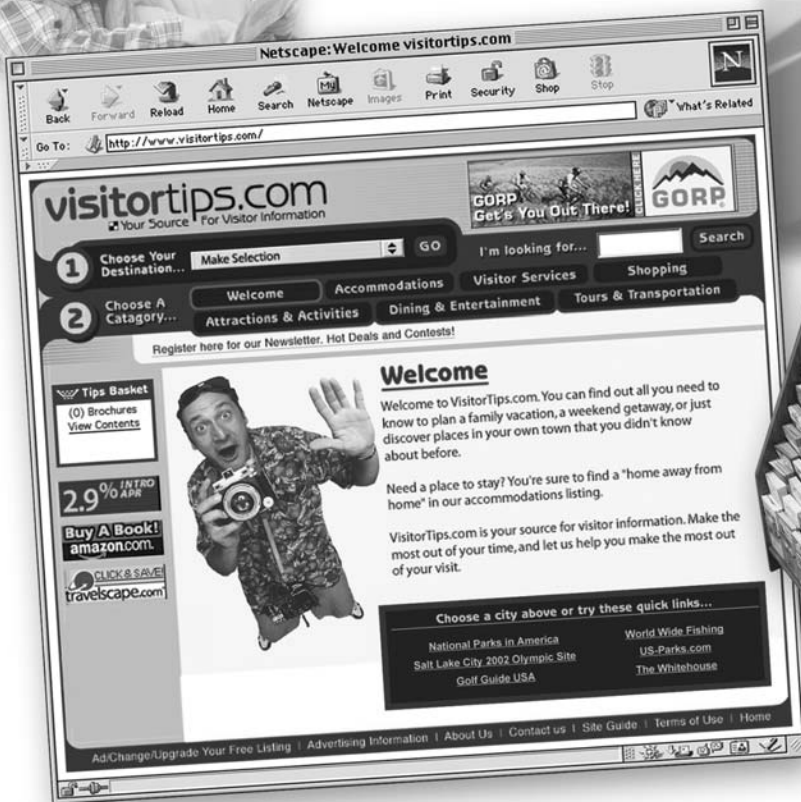 Netscape: Welcome visitortips.com
N
Back Forward Reload Home Search Netscape Images Print Security Shop Stop
My
Go To: http://www.visitortips.com/ What's Related
visitortips.com
Your Source For Visitor Information
GORP
Get's You Out There!
CLICK HERE
GORP
1 Choose Your
Destination...
Make Selection
GO
I'm looking for...
Search
2 Choose A
Catagory...
Welcome Accommodations Visitor Services Shopping
Attractions & Activities Dining & Entertainment Tours & Transportation
Register here for our Newsletter. Hot Deals and Contests!
Tips Basket
(0) Brochures
View Contents
2.9% INTRO
APR
Buy A Book!
amazon.com.
CLICK & SAVE!
travelscape.com
Welcome
Welcome to VisitorTips.com. You can find out all you need to
know to plan a family vacation, a weekend getaway, or just
discover places in your own town that you didn't know
about before.
Need a place to stay? You're sure to find a "home away from
home" in our accommodations listing.
VisitorTips.com is your source for visitor information. Make the
most out of your time, and let us help you make the most out
of your visit.
Choose a city above or try these quick links...
National Parks in America
Salt Lake City 2002 Olympic Site
Golf Guide USA
World Wide Fishing
US-Parks.com
The Whitehouse
Ad/Change/Upgrade Your Free Listing | Advertising Information | About Us | Contact us | Site Guide | Terms of Use | Home